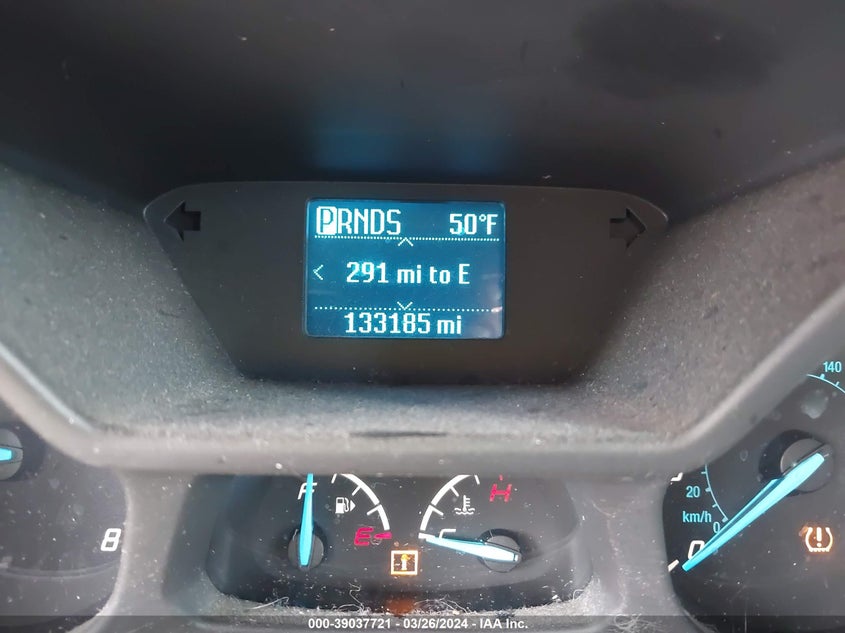 PRNDS 50°F
< 291 mi to E
133185 mi
140
F H
20
km/h
0
E C 0
8
000-39037721 - 03/26/2024 - IAA Inc.